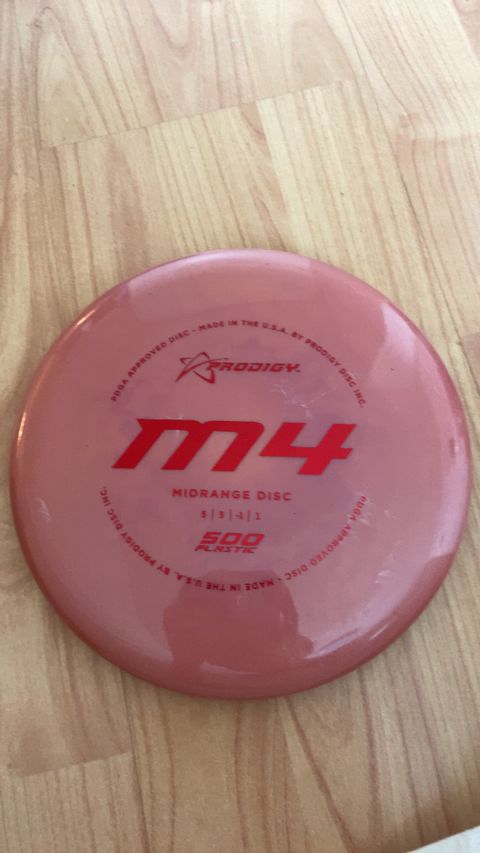 PDGA APPROVED DISC - MADE IN THE U.S.A. BY PRODIGY DISC INC.
PRODIGY
M4
MIDRANGE DISC
5 | 5 | -1 | 1
500
PLASTIC
PDGA APPROVED DISC - MADE IN THE U.S.A. BY PRODIGY DISC INC.